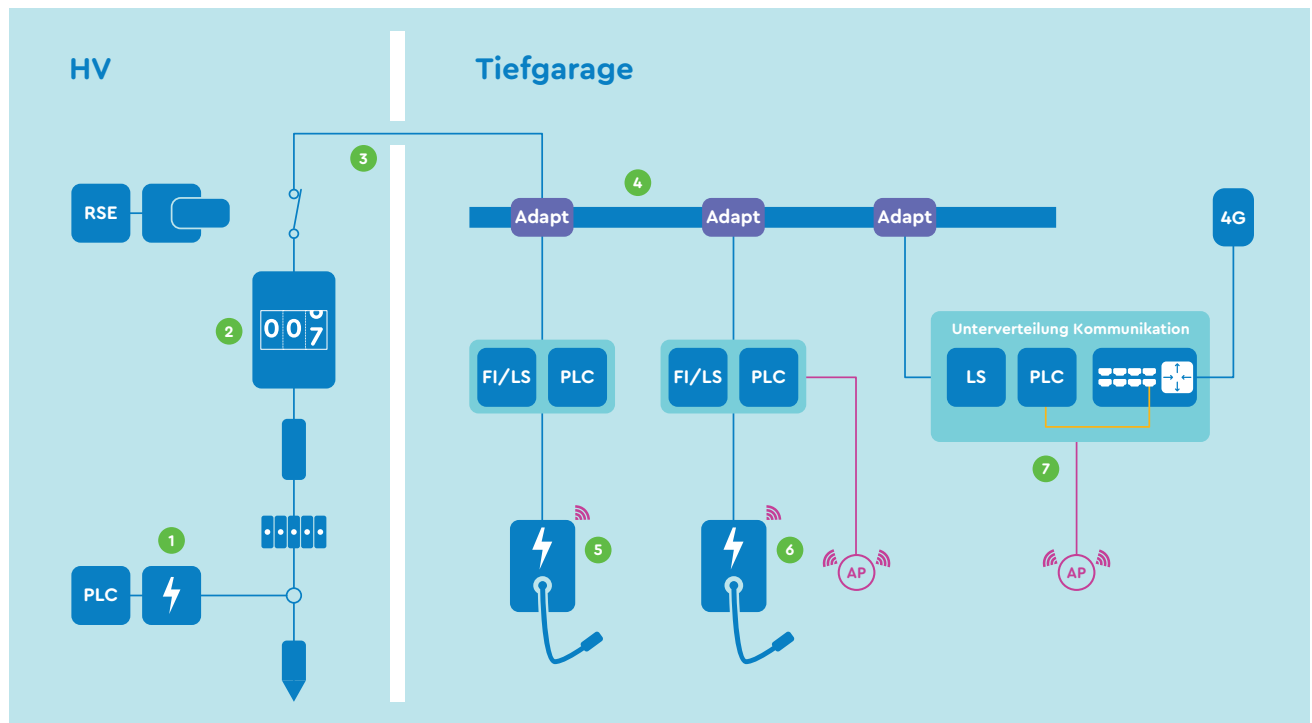 HV
Tiefgarage
3
4
RSE
Adapt
Adapt
Adapt
4G
2
007
Unterverteilung Kommunikation
FI/LS
PLC
FI/LS
PLC
LS
PLC
7
1
5
6
PLC
AP
AP